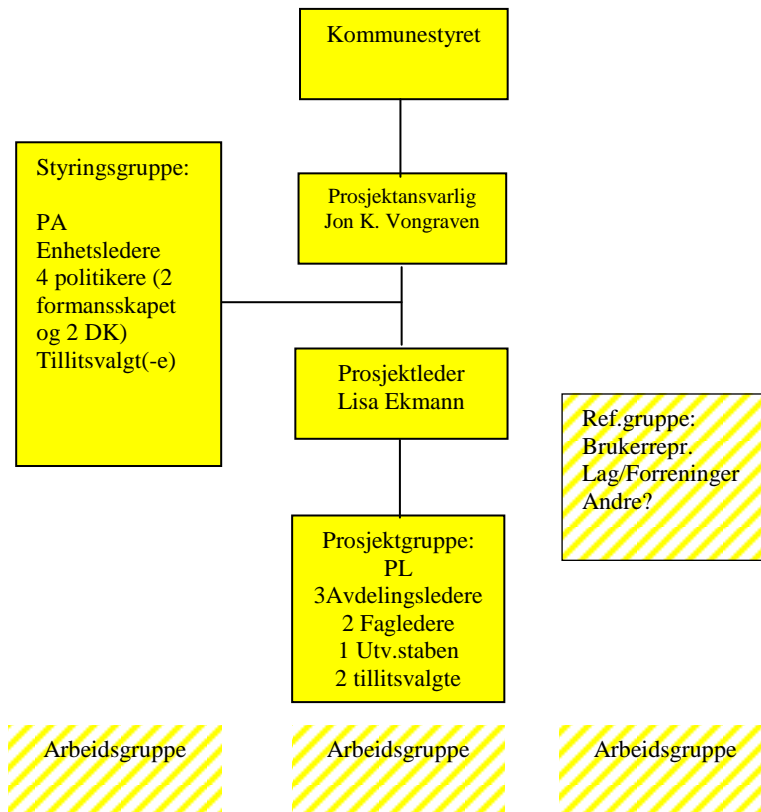 Kommunestyret
Styringsgruppe:
PA
Enhetsledere
4 politikere (2
formansskapet
og 2 DK)
Tillitsvalgt(-e)
Prosjektansvarlig
Jon K. Vongraven
Prosjektleder
Lisa Ekmann
Ref.gruppe:
Brukerrepr.
Lag/Forreninger
Andre?
Prosjektgruppe:
PL
3Avdelingsledere
2 Fagledere
1 Utv.staben
2 tillitsvalgte
Arbeidsgruppe
Arbeidsgruppe
Arbeidsgruppe